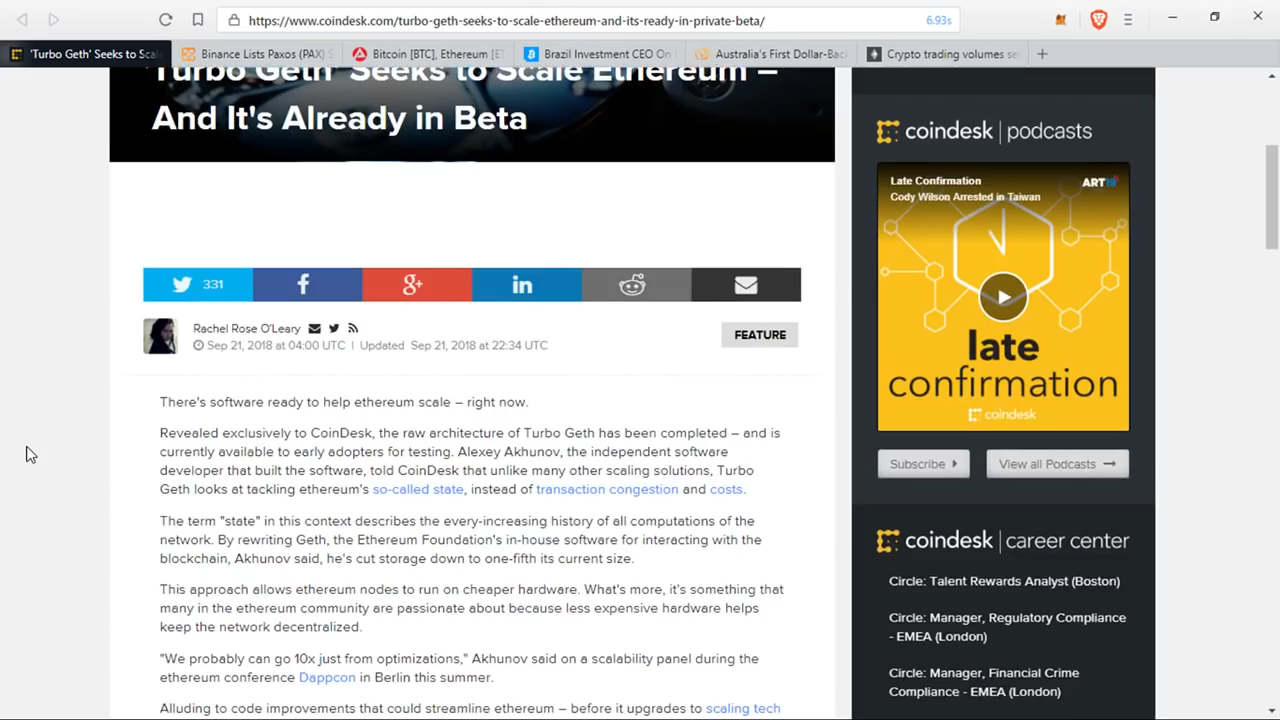 https://www.coindesk.com/turbo-geth-seeks-to-scale-ethereum-and-its-ready-in-private-beta/
6.93s
'Turbo Geth' Seeks to Scal
Binance Lists Paxos (PAX) S
Bitcoin [BTC], Ethereum [ET
Brazil Investment CEO On
Australia's First Dollar-Back
Crypto trading volumes se
'Turbo Geth' Seeks to Scale Ethereum –
And It's Already in Beta
331
Rachel Rose O'Leary
Sep 21, 2018 at 04:00 UTC | Updated Sep 21, 2018 at 22:34 UTC
FEATURE
There's software ready to help ethereum scale – right now.
Revealed exclusively to CoinDesk, the raw architecture of Turbo Geth has been completed – and is
currently available to early adopters for testing. Alexey Akhunov, the independent software
developer that built the software, told CoinDesk that unlike many other scaling solutions, Turbo
Geth looks at tackling ethereum's so-called state, instead of transaction congestion and costs.
The term "state" in this context describes the every-increasing history of all computations of the
network. By rewriting Geth, the Ethereum Foundation's in-house software for interacting with the
blockchain, Akhunov said, he's cut storage down to one-fifth its current size.
This approach allows ethereum nodes to run on cheaper hardware. What's more, it's something that
many in the ethereum community are passionate about because less expensive hardware helps
keep the network decentralized.
"We probably can go 10x just from optimizations," Akhunov said on a scalability panel during the
ethereum conference Dappcon in Berlin this summer.
Alluding to code improvements that could streamline ethereum – before it upgrades to scaling tech
coindesk | podcasts
Late Confirmation
Cody Wilson Arrested in Taiwan
ART19
late
confirmation
coindesk
Subscribe
View all Podcasts
coindesk | career center
Circle: Talent Rewards Analyst (Boston)
Circle: Manager, Regulatory Compliance
- EMEA (London)
Circle: Manager, Financial Crime
Compliance - EMEA (London)